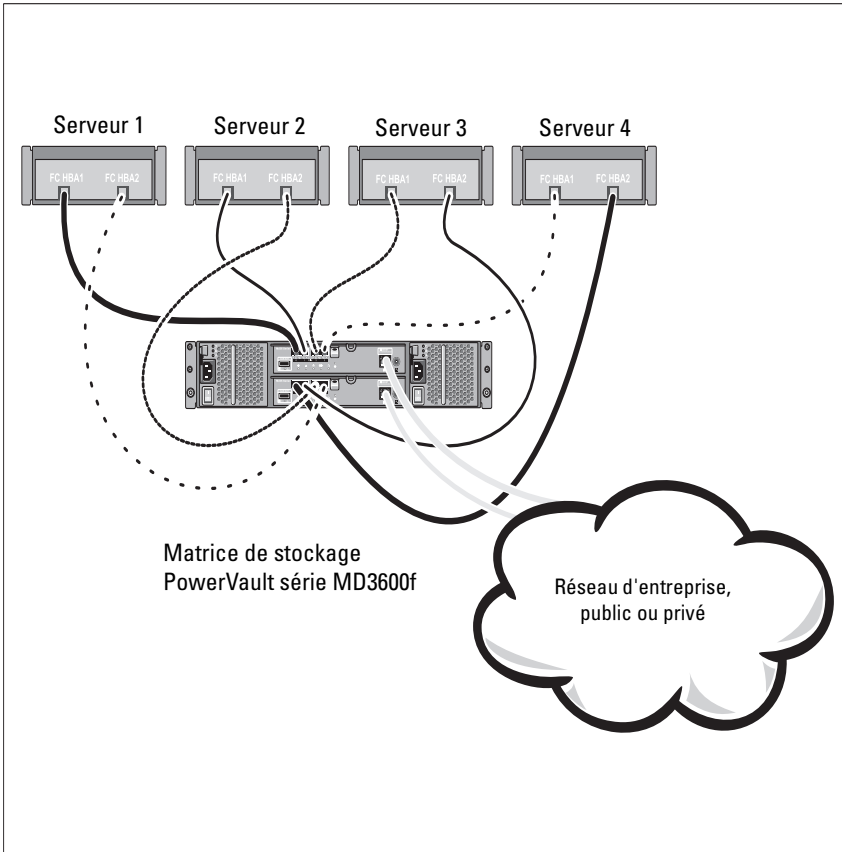 Serveur 1
Serveur 2
Serveur 3
Serveur 4
FC HBA1 FC HBA2
FC HBA1 FC HBA2
FC HBA1 FC HBA2
FC HBA1 FC HBA2
Matrice de stockage
PowerVault série MD3600f
Réseau d'entreprise,
public ou privé